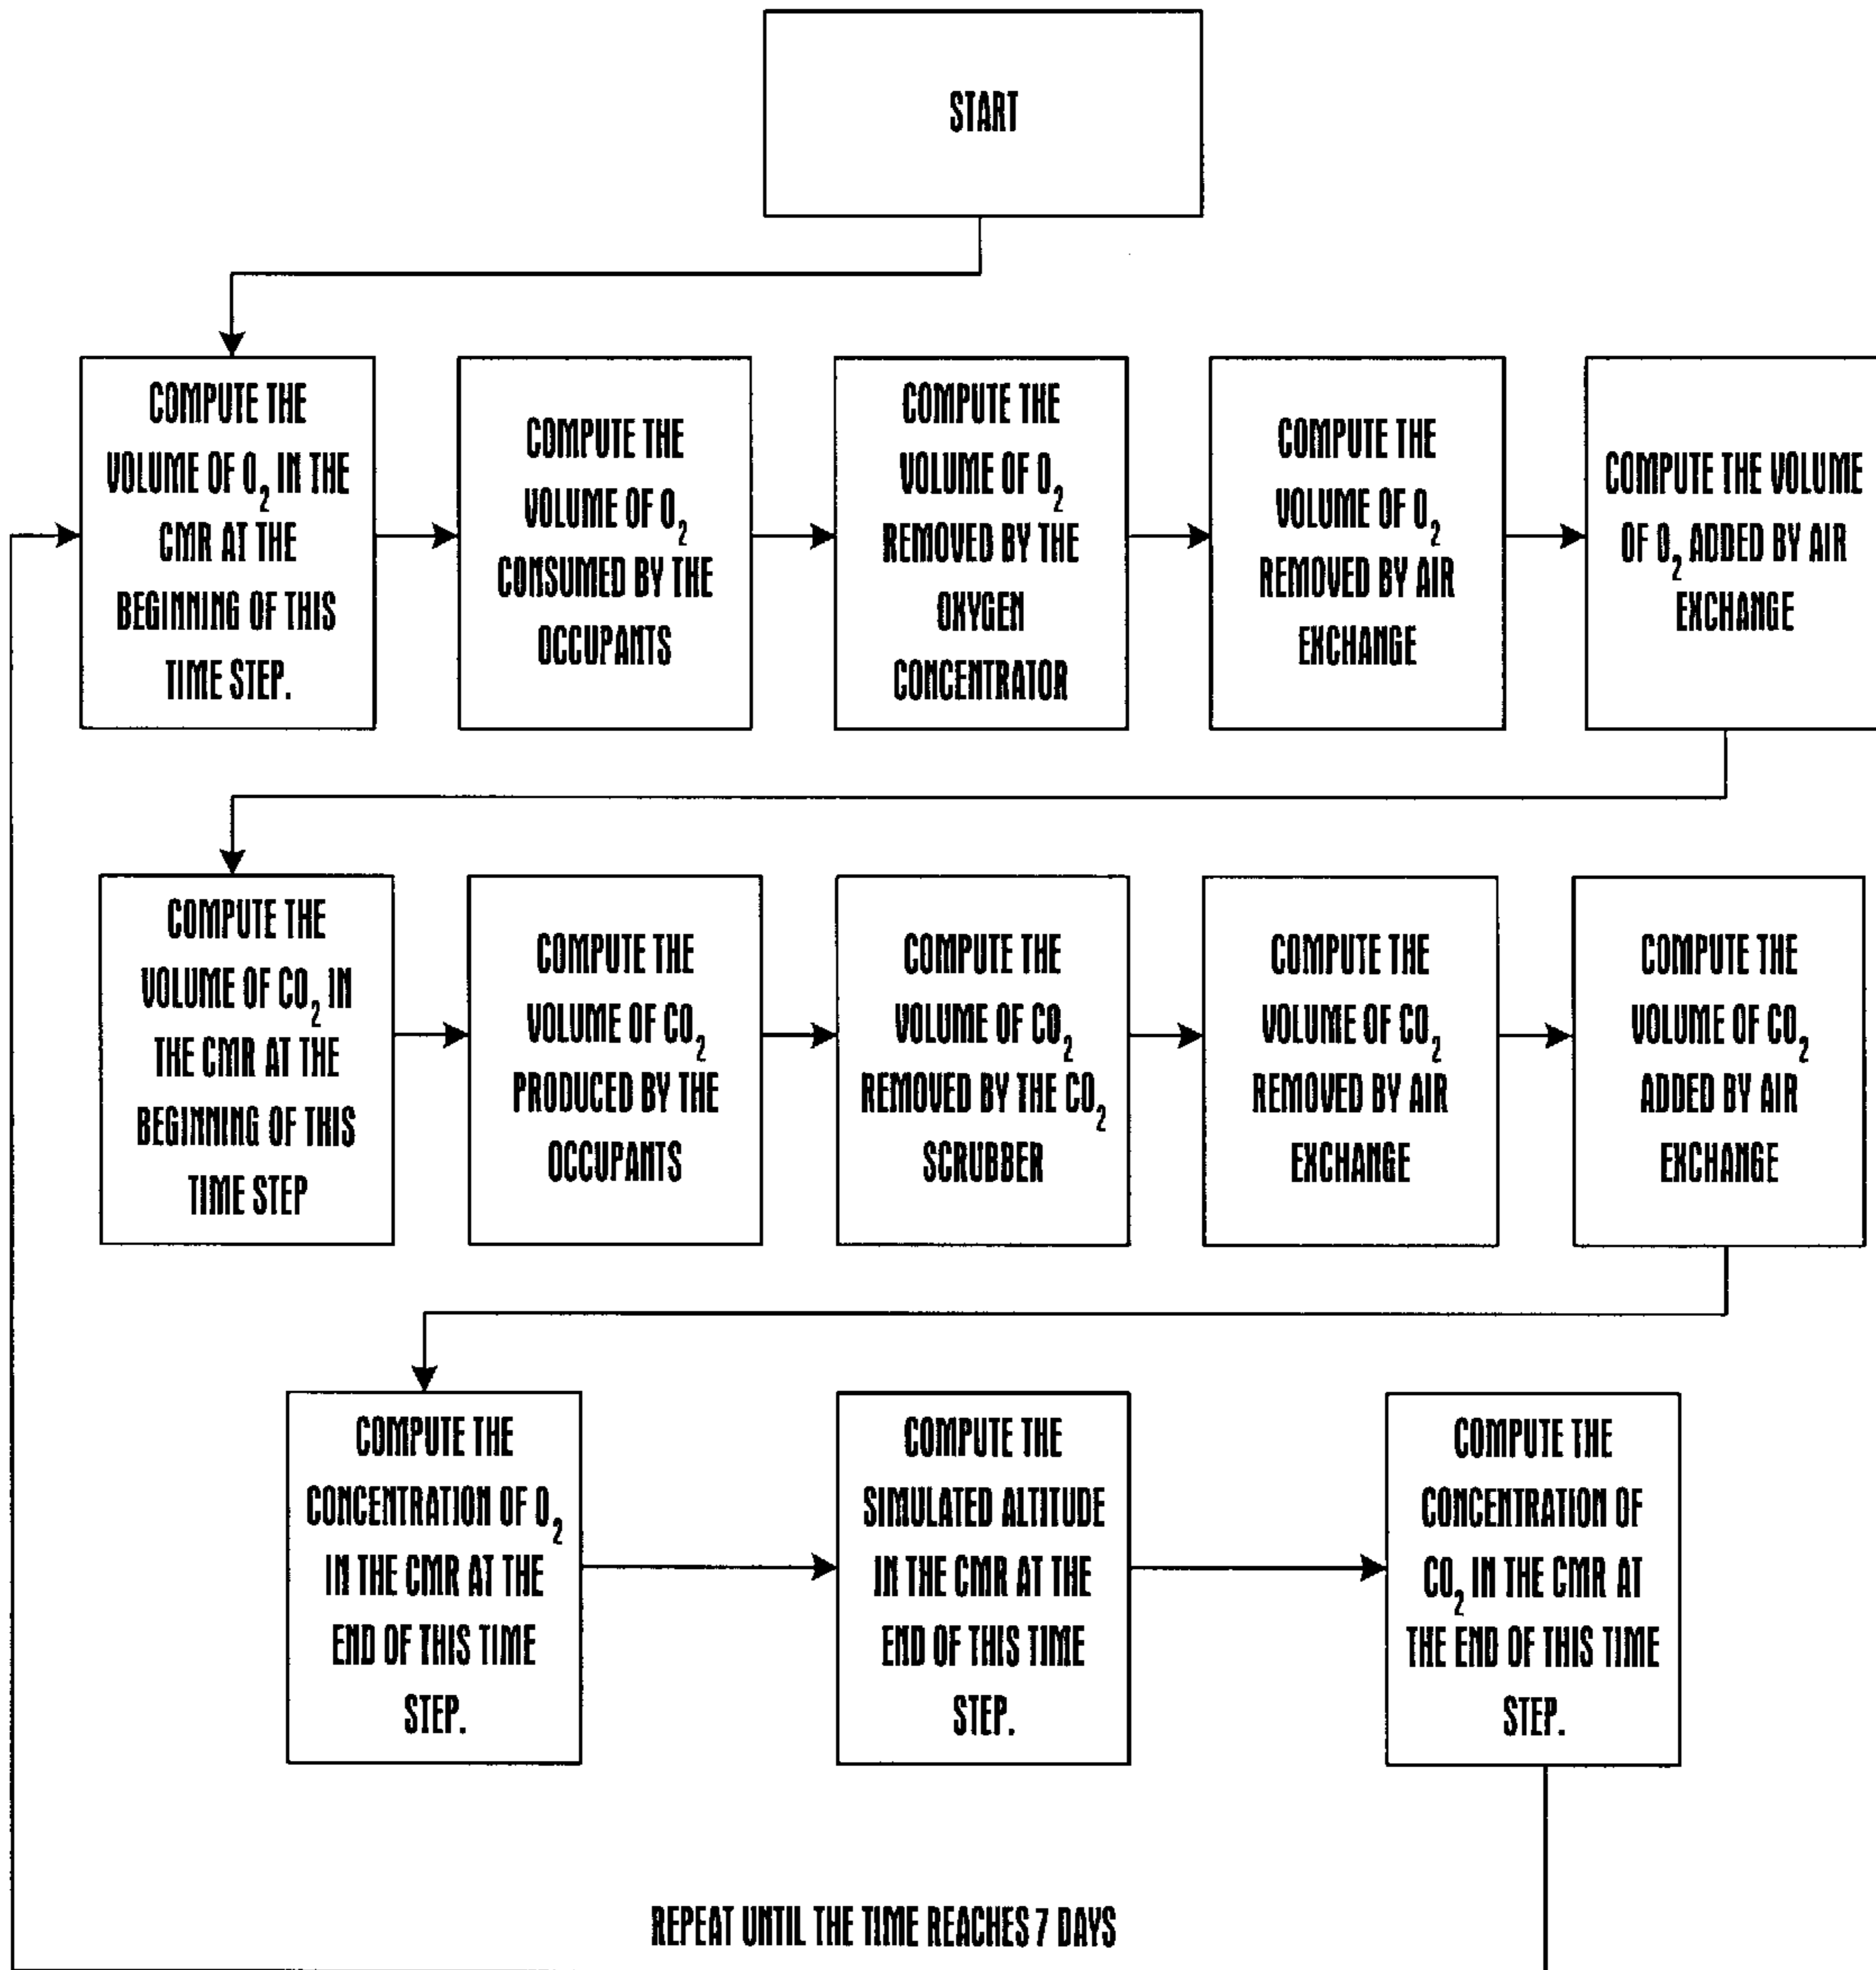 START
COMPUTE THE
VOLUME OF O₂ IN THE
CMR AT THE
BEGINNING OF THIS
TIME STEP.
COMPUTE THE
VOLUME OF O₂
CONSUMED BY THE
OCCUPANTS
COMPUTE THE
VOLUME OF O₂
REMOVED BY THE
OXYGEN
CONCENTRATOR
COMPUTE THE
VOLUME OF O₂
REMOVED BY AIR
EXCHANGE
COMPUTE THE VOLUME
OF O₂ ADDED BY AIR
EXCHANGE
COMPUTE THE
VOLUME OF CO₂ IN
THE CMR AT THE
BEGINNING OF THIS
TIME STEP
COMPUTE THE
VOLUME OF CO₂
PRODUCED BY THE
OCCUPANTS
COMPUTE THE
VOLUME OF CO₂
REMOVED BY THE CO₂
SCRUBBER
COMPUTE THE
VOLUME OF CO₂
REMOVED BY AIR
EXCHANGE
COMPUTE THE
VOLUME OF CO₂
ADDED BY AIR
EXCHANGE
COMPUTE THE
CONCENTRATION OF O₂
IN THE CMR AT THE
END OF THIS TIME
STEP.
COMPUTE THE
SIMULATED ALTITUDE
IN THE CMR AT THE
END OF THIS TIME
STEP.
COMPUTE THE
CONCENTRATION OF
CO₂ IN THE CMR AT
THE END OF THIS TIME
STEP.
REPEAT UNTIL THE TIME REACHES 7 DAYS